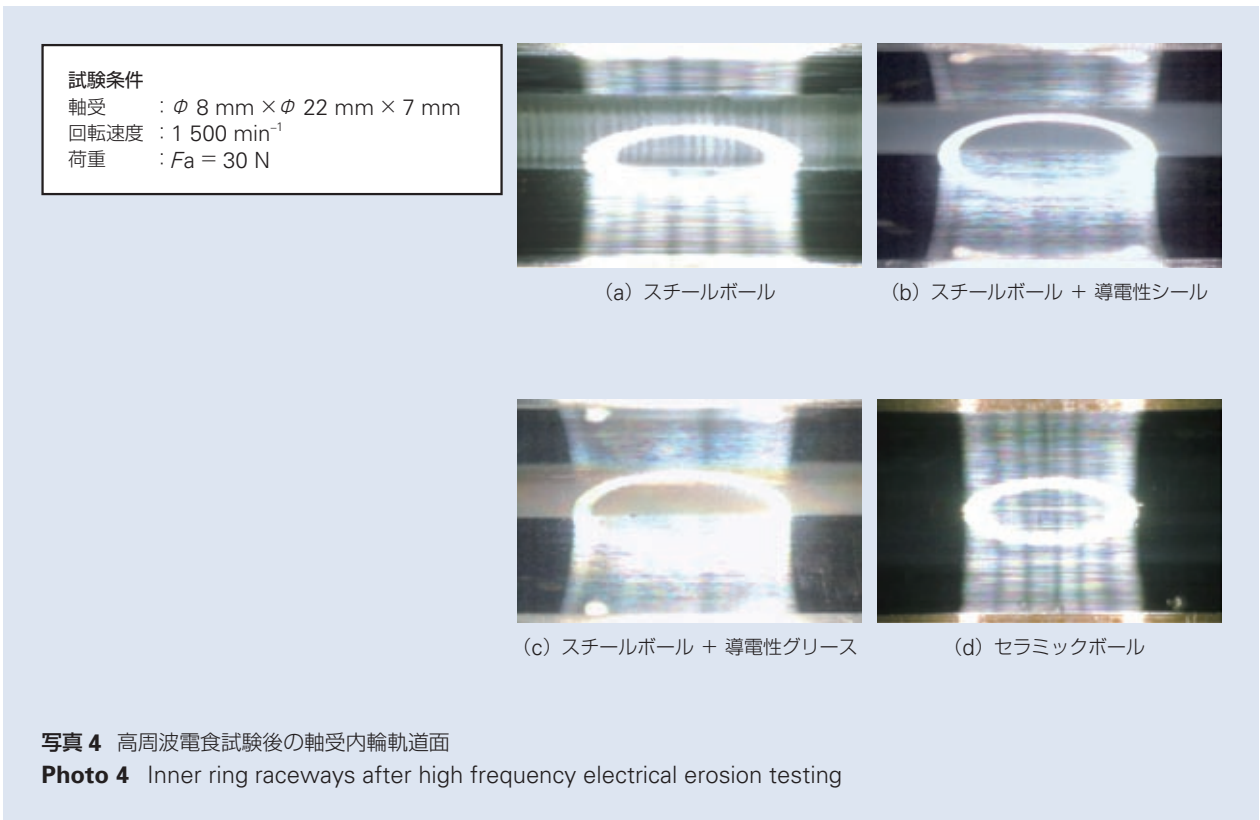 試験条件
軸受 : Φ 8 mm × Φ 22 mm × 7 mm
回転速度 : 1 500 min⁻¹
荷重 : Fa = 30 N
(a) スチールボール
(b) スチールボール + 導電性シール
(c) スチールボール + 導電性グリース
(d) セラミックボール
写真 4 高周波電食試験後の軸受内輪軌道面
Photo 4 Inner ring raceways after high frequency electrical erosion testing